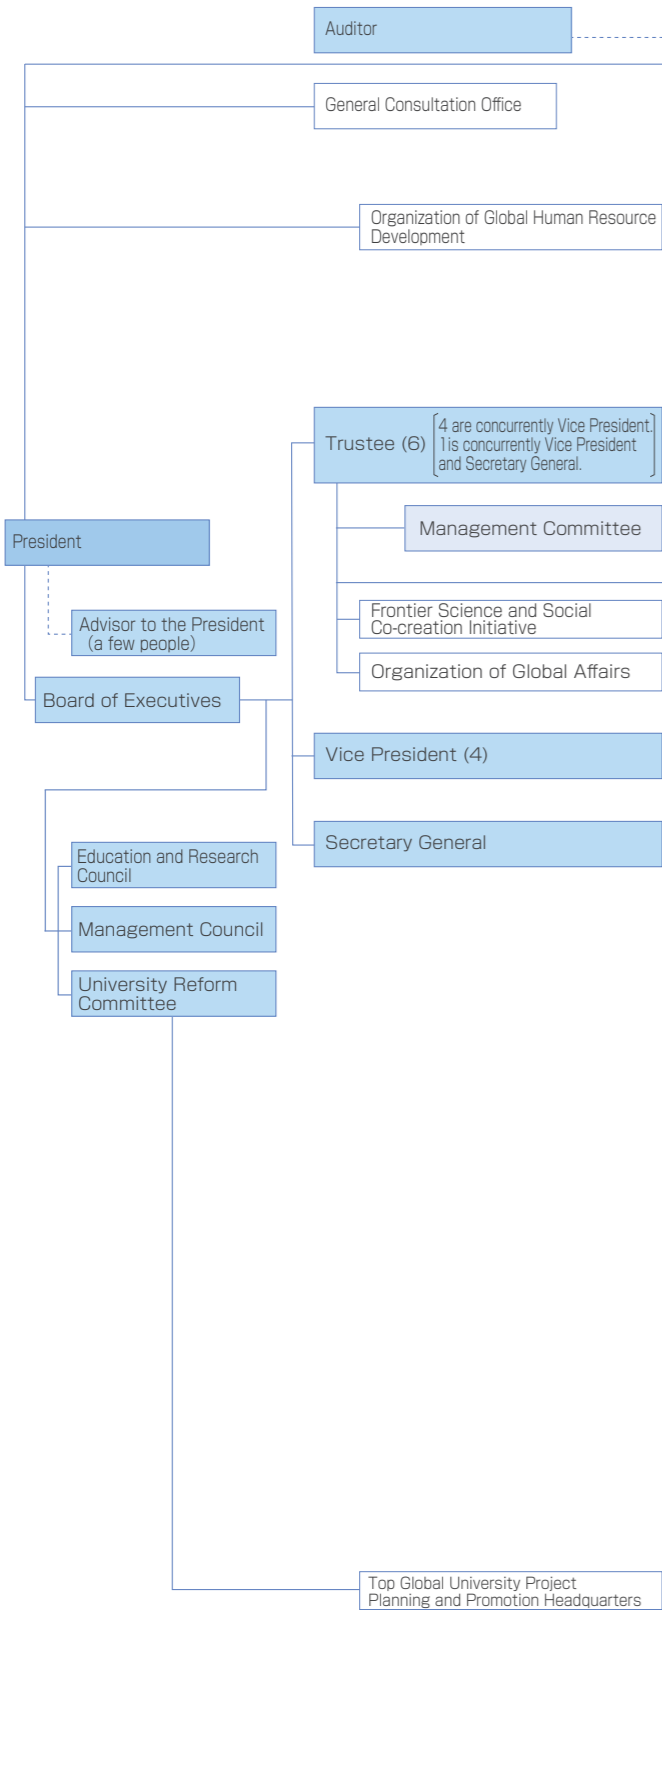 Auditor
General Consultation Office
Organization of Global Human Resource
Development
Trustee (6)
4 are concurrently Vice President.
1 is concurrently Vice President
and Secretary General.
Management Committee
President
Advisor to the President
(a few people)
Frontier Science and Social
Co-creation Initiative
Organization of Global Affairs
Board of Executives
Vice President (4)
Secretary General
Education and Research
Council
Management Council
University Reform
Committee
Top Global University Project
Planning and Promotion Headquarters